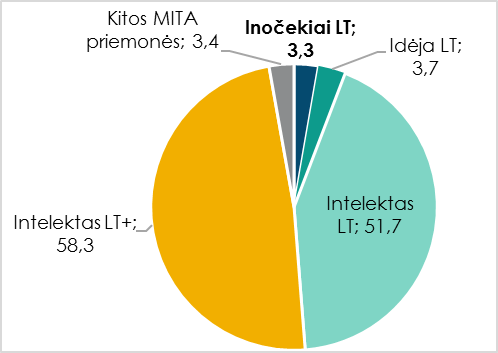 Kitos MITA
priemonės; 3,4
Inočekiai LT;
3,3
Idėja LT;
3,7
Intelektas
LT; 51,7
Intelektas LT+;
58,3